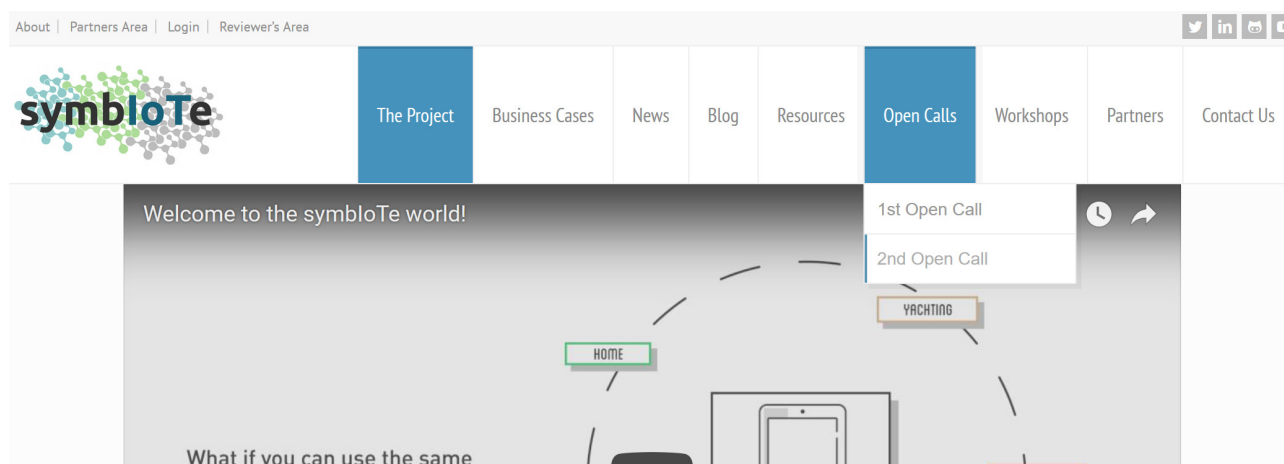 About | Partners Area | Login | Reviewer's Area
symbIoTe
The Project Business Cases News Blog Resources Open Calls Workshops Partners Contact Us
Welcome to the symbIoTe world!
1st Open Call
2nd Open Call
YACHTING
HOME
What if you can use the same